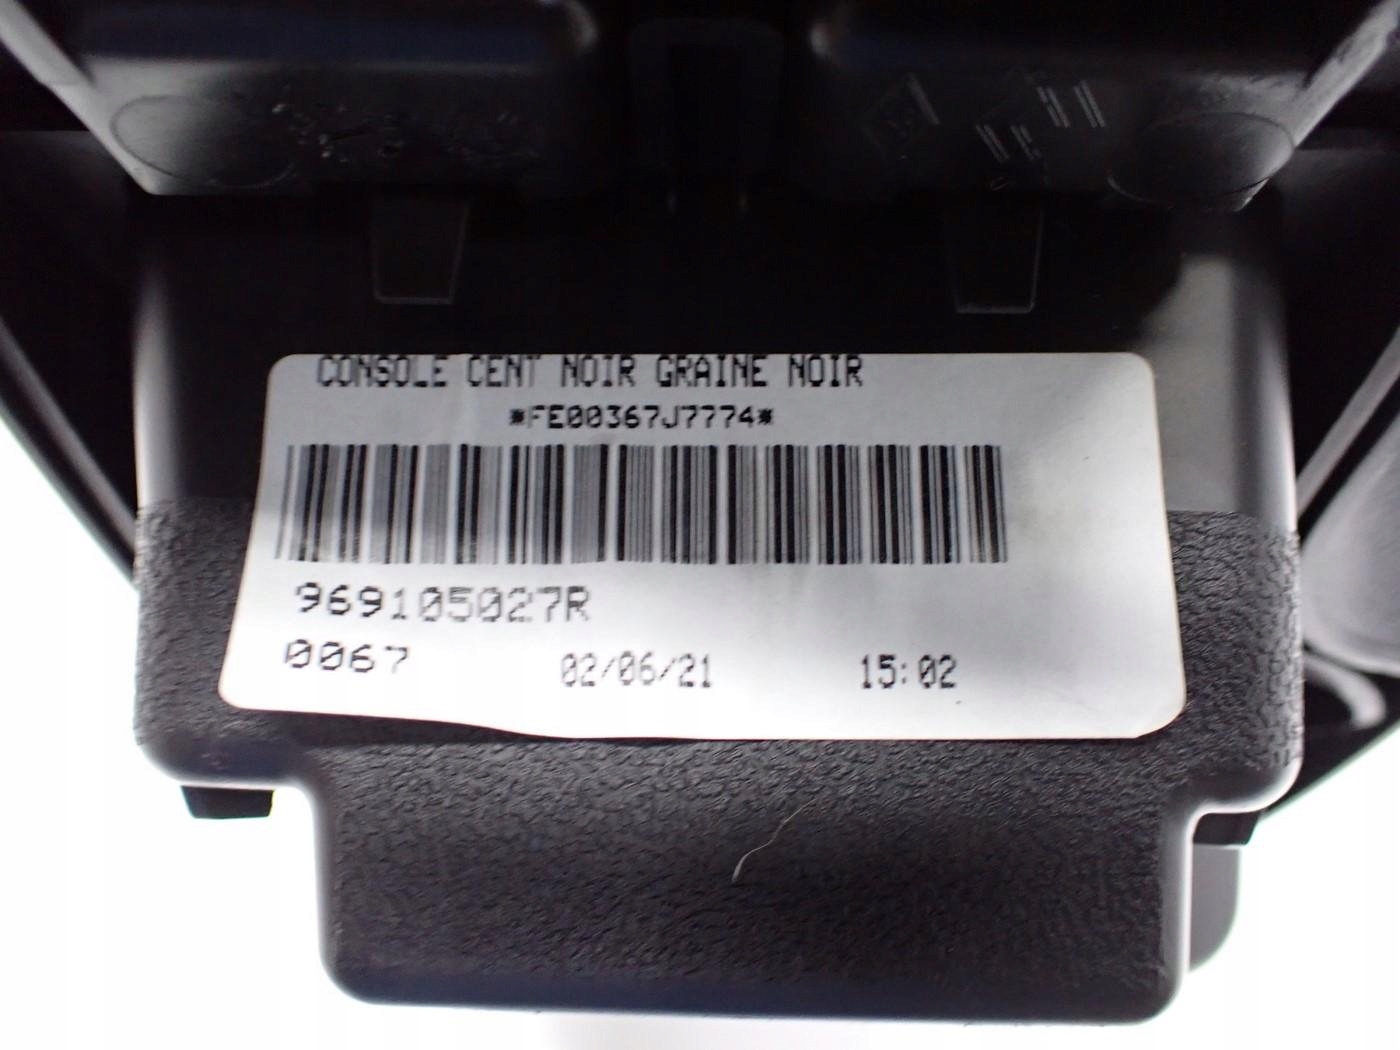 CONSOLE CENT NOIR GRAINE NOIR
*FE00367J7774*
969105027R
0067 02/06/21 15:02